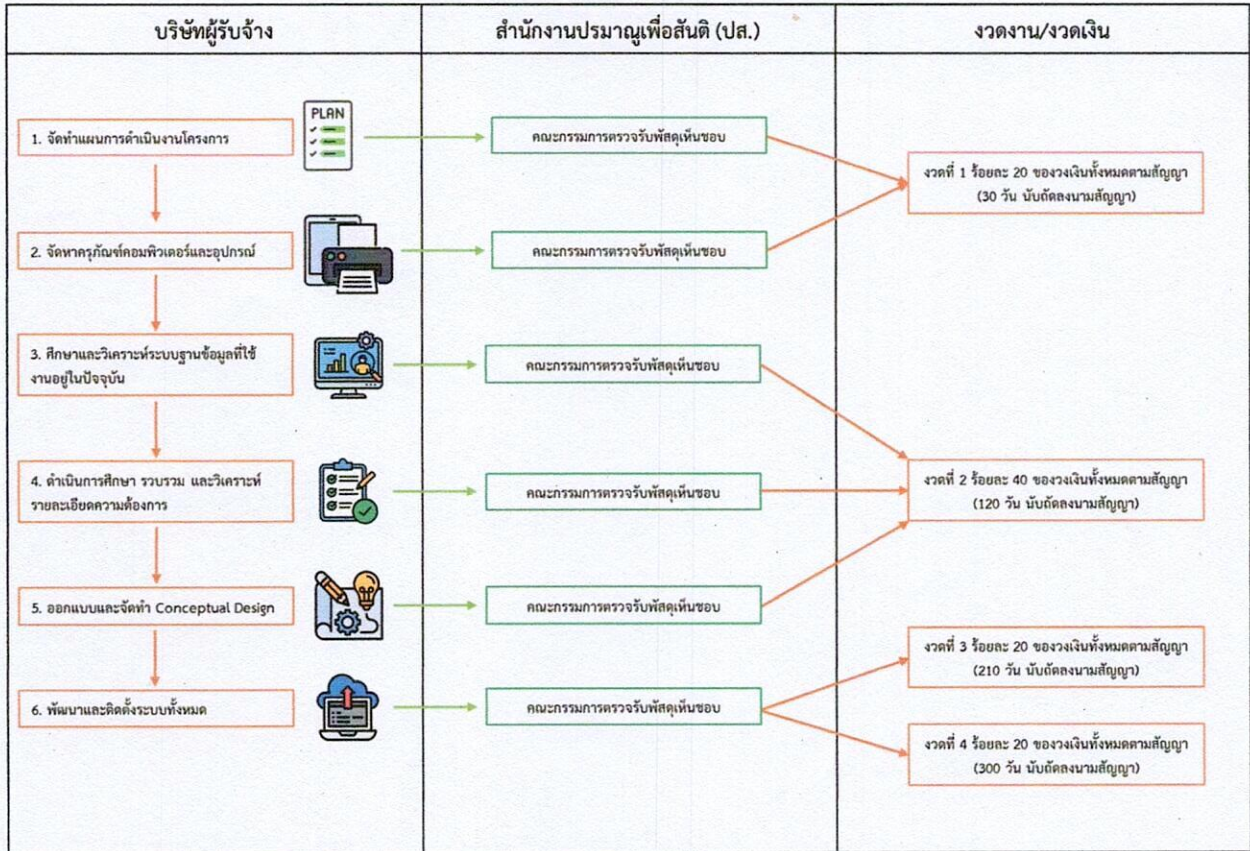 บริษัทผู้รับจ้าง
สำนักงานปรมาณูเพื่อสันติ (ปส.)
งวดงาน/งวดเงิน
1. จัดทำแผนการดำเนินงานโครงการ
PLAN
คณะกรรมการตรวจรับพัสดุเห็นชอบ
งวดที่ 1 ร้อยละ 20 ของวงเงินทั้งหมดตามสัญญา
(30 วัน นับถัดลงนามสัญญา)
2. จัดหาครุภัณฑ์คอมพิวเตอร์และอุปกรณ์
คณะกรรมการตรวจรับพัสดุเห็นชอบ
3. ศึกษาและวิเคราะห์ระบบฐานข้อมูลที่ใช้
งานอยู่ในปัจจุบัน
คณะกรรมการตรวจรับพัสดุเห็นชอบ
4. ดำเนินการศึกษา รวบรวม และวิเคราะห์
รายละเอียดความต้องการ
คณะกรรมการตรวจรับพัสดุเห็นชอบ
งวดที่ 2 ร้อยละ 40 ของวงเงินทั้งหมดตามสัญญา
(120 วัน นับถัดลงนามสัญญา)
5. ออกแบบและจัดทำ Conceptual Design
คณะกรรมการตรวจรับพัสดุเห็นชอบ
6. พัฒนาและติดตั้งระบบทั้งหมด
คณะกรรมการตรวจรับพัสดุเห็นชอบ
งวดที่ 3 ร้อยละ 20 ของวงเงินทั้งหมดตามสัญญา
(210 วัน นับถัดลงนามสัญญา)
งวดที่ 4 ร้อยละ 20 ของวงเงินทั้งหมดตามสัญญา
(300 วัน นับถัดลงนามสัญญา)